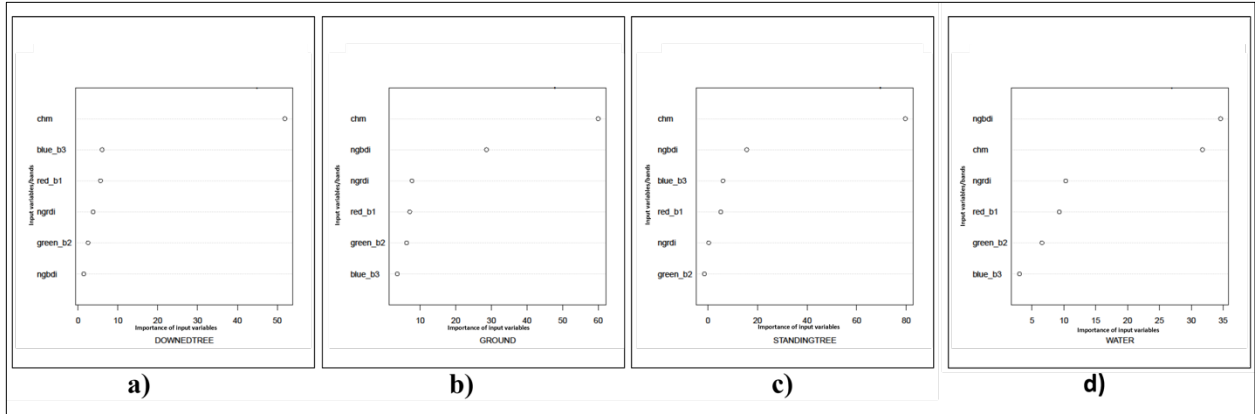 chm
blue_b3
red_b1
ngrdi
green_b2
ngbdi
Input variables/bands
0 10 20 30 40 50
Importance of input variables
DOWNEDTREE
a)
chm
ngbdi
ngrdi
red_b1
green_b2
blue_b3
Input variables/bands
10 20 30 40 50 60
Importance of input variables
GROUND
b)
chm
ngbdi
blue_b3
red_b1
ngrdi
green_b2
Input variables/bands
0 20 40 60 80
Importance of input variables
STANDINGTREE
c)
ngbdi
chm
ngrdi
red_b1
green_b2
blue_b3
Input variables/bands
5 10 15 20 25 30 35
Importance of input variables
WATER
d)